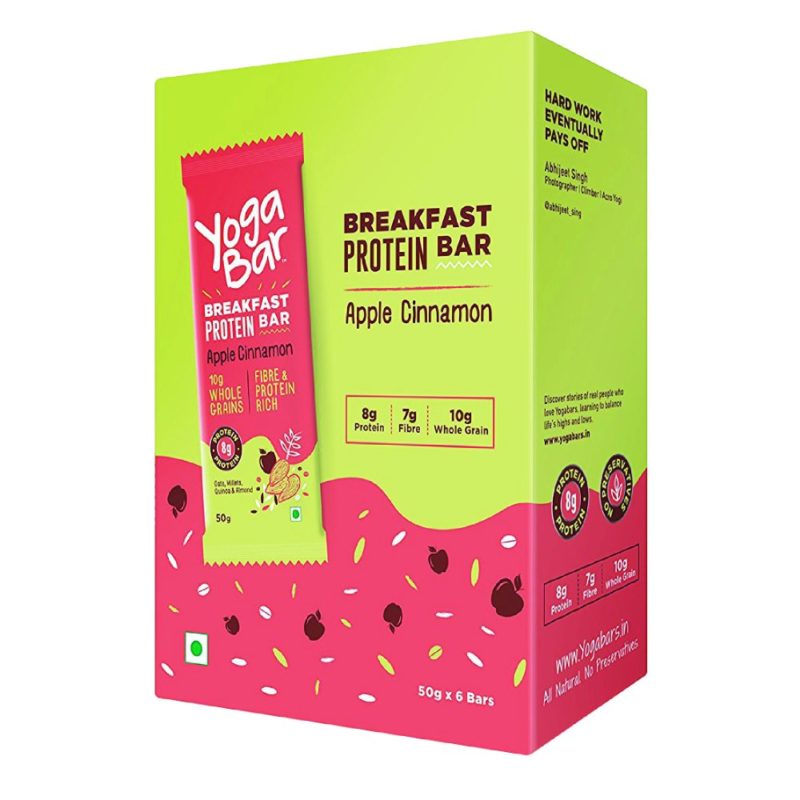 Yoga
Bar™
BREAKFAST
PROTEIN BAR
Apple Cinnamon
10g
WHOLE
GRAINS
FIBRE &
PROTEIN
RICH
PROTEIN
8g
PROTEIN
Oats, Millets,
Quinoa & Almond
50g
BREAKFAST
PROTEIN BAR
Apple Cinnamon
8g
Protein
7g
Fibre
10g
Whole Grain
50g x 6 Bars
HARD WORK
EVENTUALLY
PAYS OFF
Abhijeet Singh
Photographer | Climber | Acro Yogi
@abhijeet_sing
Discover stories of real people who
love Yogabars, learning to balance
life's highs and lows.
www.yogabars.in
PROTEIN
8g
PROTEIN
NO PRESERVATIVES
8g
Protein
7g
Fibre
10g
Whole Grain
www.Yogabars.in
All Natural. No Preservatives